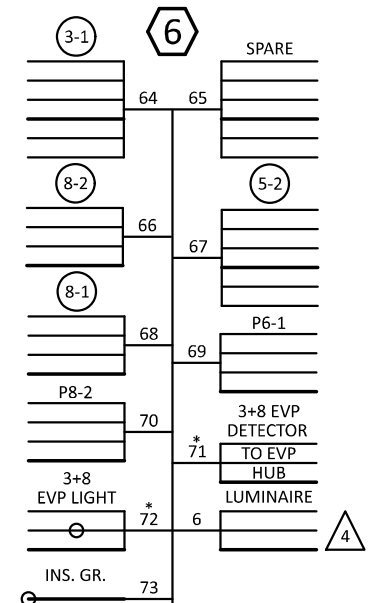 6
3-1
SPARE
64
65
8-2
5-2
66
67
8-1
P6-1
68
69
P8-2
3+8 EVP
DETECTOR
70
*
71
TO EVP
HUB
3+8
EVP LIGHT
LUMINAIRE
*
72
6
4
INS. GR.
73